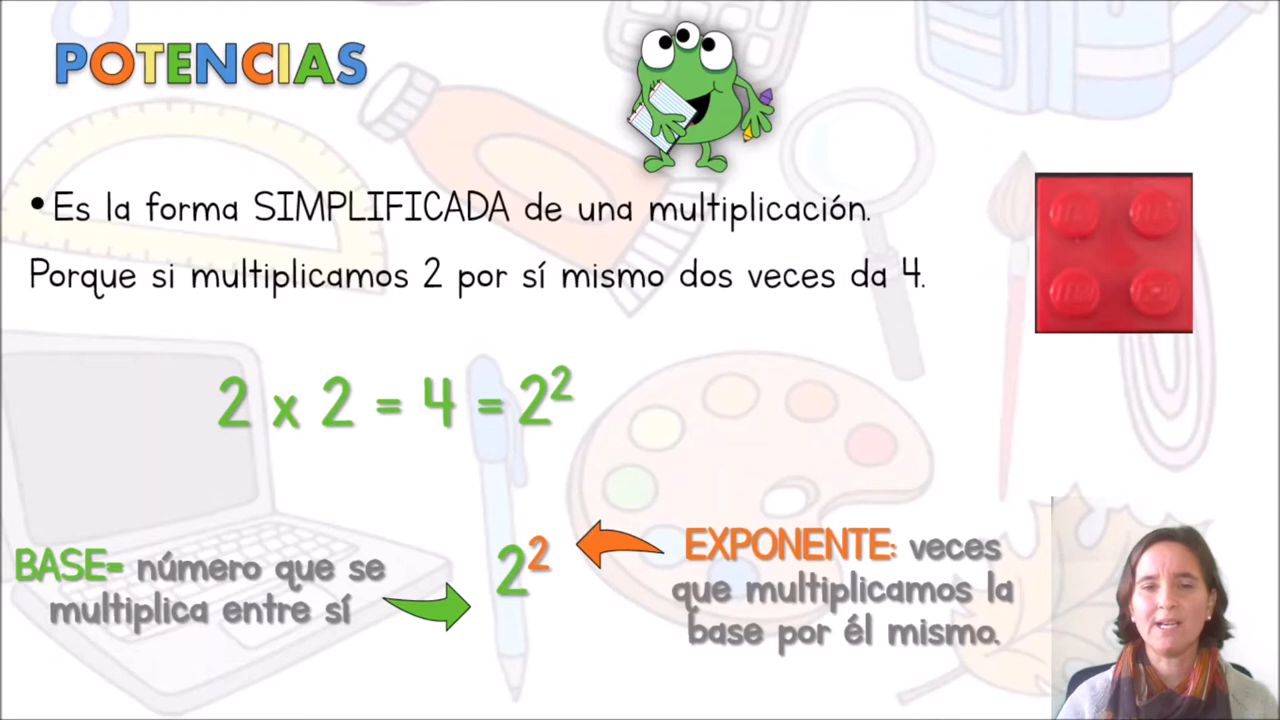 POTENCIAS
• Es la forma SIMPLIFICADA de una multiplicación.
Porque si multiplicamos 2 por sí mismo dos veces da 4.
2 x 2 = 4 = 2²
BASE= número que se
multiplica entre sí
2²
EXPONENTE: veces
que multiplicamos la
base por él mismo.